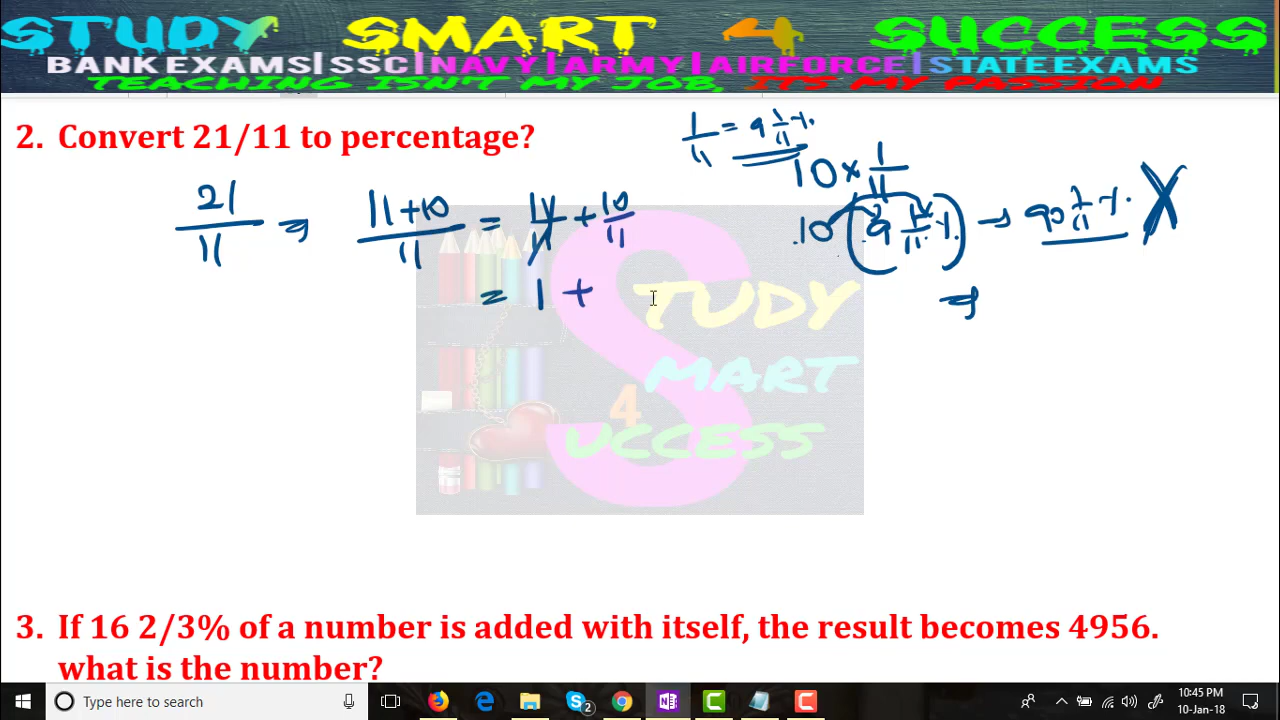 STUDY SMART 4 SUCCESS
BANK EXAMS|SSC|NAVY|ARMY|AIRFORCE|STATE EXAMS
TEACHING ISN'T MY JOB, IT'S MY PASSION
2. Convert 21/11 to percentage?
1/11 = 9 1/11 %
10 × 1/11
21/11 ⇒ (11+10)/11 = 11/11 + 10/11
10 (9 1/11 %) → 90 1/11 % X
= 1 +
⇒
STUDY
MART
4
UCCESS
3. If 16 2/3% of a number is added with itself, the result becomes 4956.
what is the number?
Type here to search
2
10:45 PM
10-Jan-18